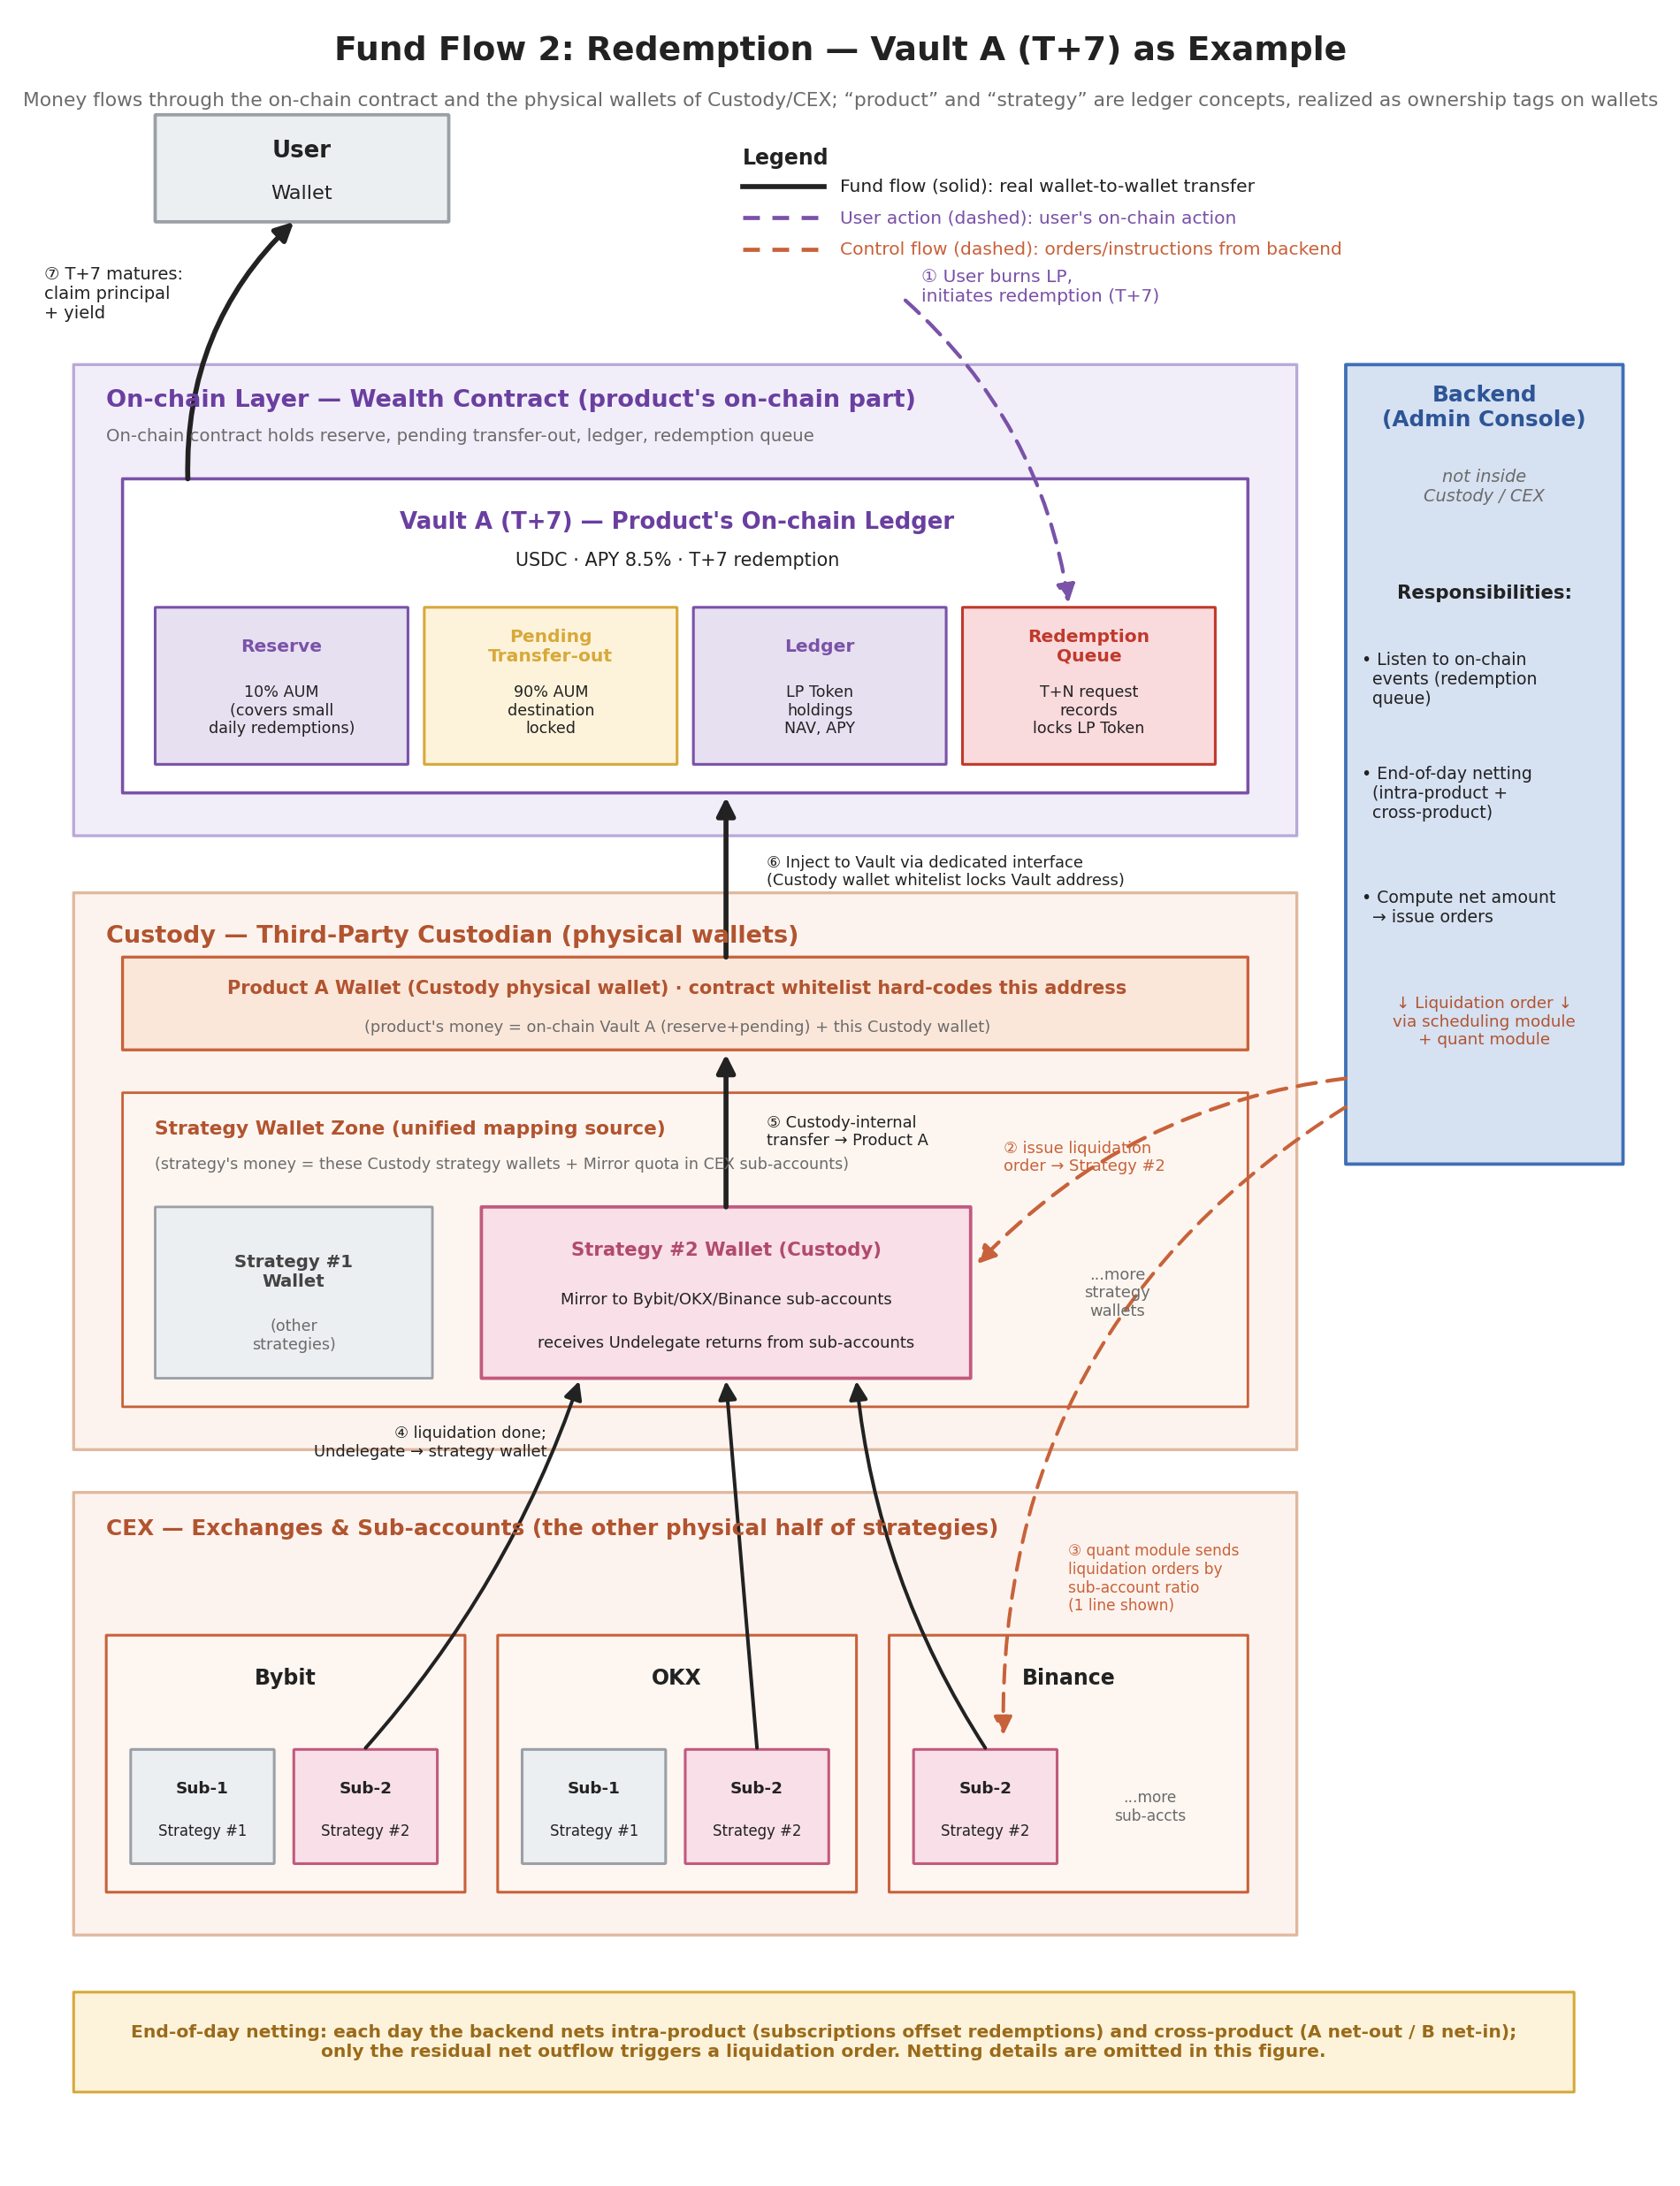 Fund Flow 2: Redemption — Vault A (T+7) as Example
Money flows through the on-chain contract and the physical wallets of Custody/CEX; “product” and “strategy” are ledger concepts, realized as ownership tags on wallets
User
Wallet
Legend
Fund flow (solid): real wallet-to-wallet transfer
User action (dashed): user's on-chain action
Control flow (dashed): orders/instructions from backend
⑦ T+7 matures:
claim principal
+ yield
① User burns LP,
initiates redemption (T+7)
On-chain Layer — Wealth Contract (product's on-chain part)
On-chain contract holds reserve, pending transfer-out, ledger, redemption queue
Vault A (T+7) — Product's On-chain Ledger
USDC · APY 8.5% · T+7 redemption
Reserve
10% AUM
(covers small
daily redemptions)
Pending
Transfer-out
90% AUM
destination
locked
Ledger
LP Token
holdings
NAV, APY
Redemption
Queue
T+N request
records
locks LP Token
Backend
(Admin Console)
not inside
Custody / CEX
Responsibilities:
• Listen to on-chain
events (redemption
queue)
• End-of-day netting
(intra-product +
cross-product)
• Compute net amount
→ issue orders
↓ Liquidation order ↓
via scheduling module
+ quant module
⑥ Inject to Vault via dedicated interface
(Custody wallet whitelist locks Vault address)
Custody — Third-Party Custodian (physical wallets)
Product A Wallet (Custody physical wallet) · contract whitelist hard-codes this address
(product's money = on-chain Vault A (reserve+pending) + this Custody wallet)
Strategy Wallet Zone (unified mapping source)
(strategy's money = these Custody strategy wallets + Mirror quota in CEX sub-accounts)
⑤ Custody-internal
transfer → Product A
② issue liquidation
order → Strategy #2
Strategy #1
Wallet
(other
strategies)
Strategy #2 Wallet (Custody)
Mirror to Bybit/OKX/Binance sub-accounts
receives Undelegate returns from sub-accounts
...more
strategy
wallets
④ liquidation done;
Undelegate → strategy wallet
CEX — Exchanges & Sub-accounts (the other physical half of strategies)
③ quant module sends
liquidation orders by
sub-account ratio
(1 line shown)
Bybit
Sub-1
Strategy #1
Sub-2
Strategy #2
OKX
Sub-1
Strategy #1
Sub-2
Strategy #2
Binance
Sub-2
Strategy #2
...more
sub-accts
End-of-day netting: each day the backend nets intra-product (subscriptions offset redemptions) and cross-product (A net-out / B net-in);
only the residual net outflow triggers a liquidation order. Netting details are omitted in this figure.